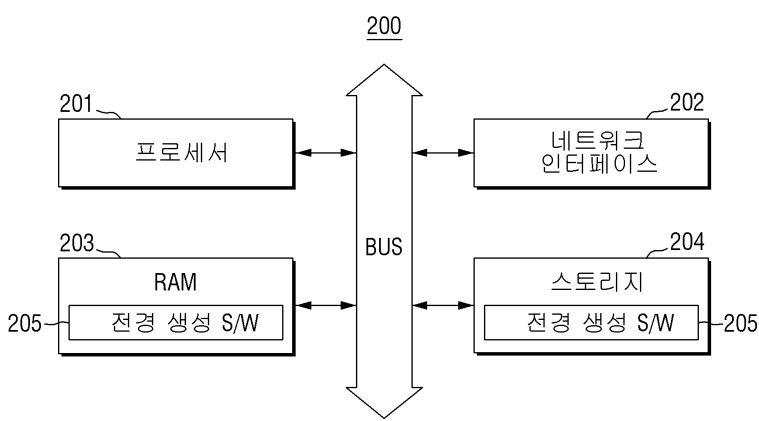 200
201
프로세서
202
네트워크
인터페이스
BUS
203
RAM
205
전경 생성 S/W
204
스토리지
전경 생성 S/W
205